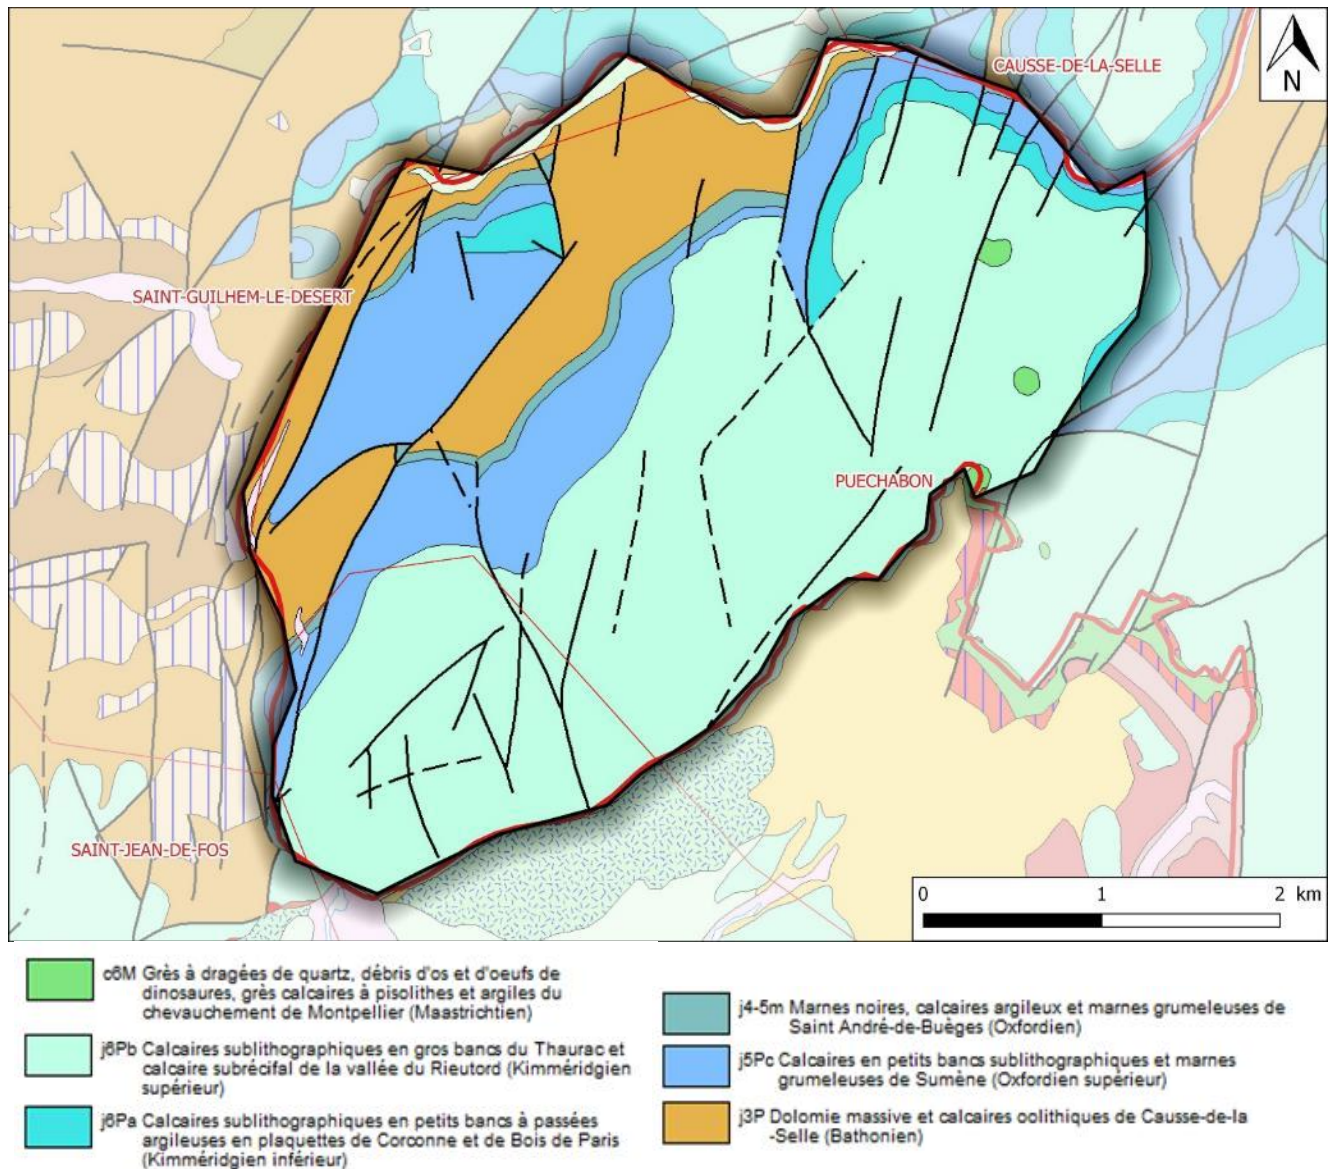 CAUSSE-DE-LA-SELLE
N
SAINT-GUILHEM-LE-DESERT
PUECHABON
SAINT-JEAN-DE-FOS
0 1 2 km
c6M Grès à dragées de quartz, débris d'os et d'oeufs de
dinosaures, grès calcaires à pisolithes et argiles du
chevauchement de Montpellier (Maastrichtien)
j6Pb Calcaires sublithographiques en gros bancs du Thaurac et
calcaire subrécifal de la vallée du Rieutord (Kimméridgien
supérieur)
j6Pa Calcaires sublithographiques en petits bancs à passées
argileuses en plaquettes de Corconne et de Bois de Paris
(Kimméridgien inférieur)
j4-5m Marnes noires, calcaires argileux et marnes grumeleuses de
Saint André-de-Buèges (Oxfordien)
j5Pc Calcaires en petits bancs sublithographiques et marnes
grumeleuses de Sumène (Oxfordien supérieur)
j3P Dolomie massive et calcaires oolithiques de Causse-de-la
-Selle (Bathonien)